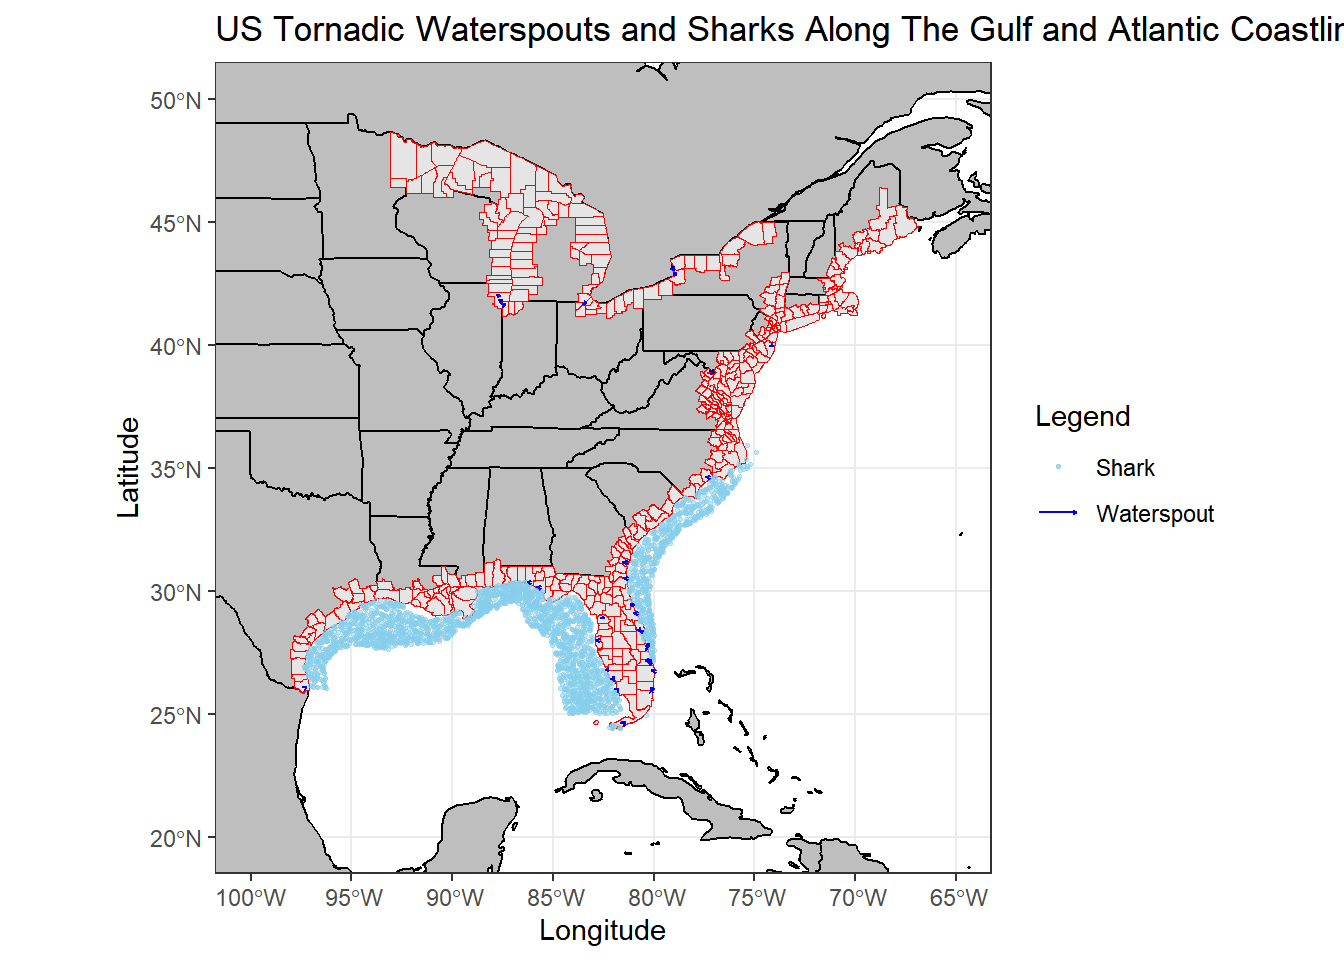 US Tornadic Waterspouts and Sharks Along The Gulf and Atlantic Coastlin
50°N
45°N
40°N
35°N
30°N
25°N
20°N
Latitude
100°W 95°W 90°W 85°W 80°W 75°W 70°W 65°W
Longitude
Legend
Shark
Waterspout